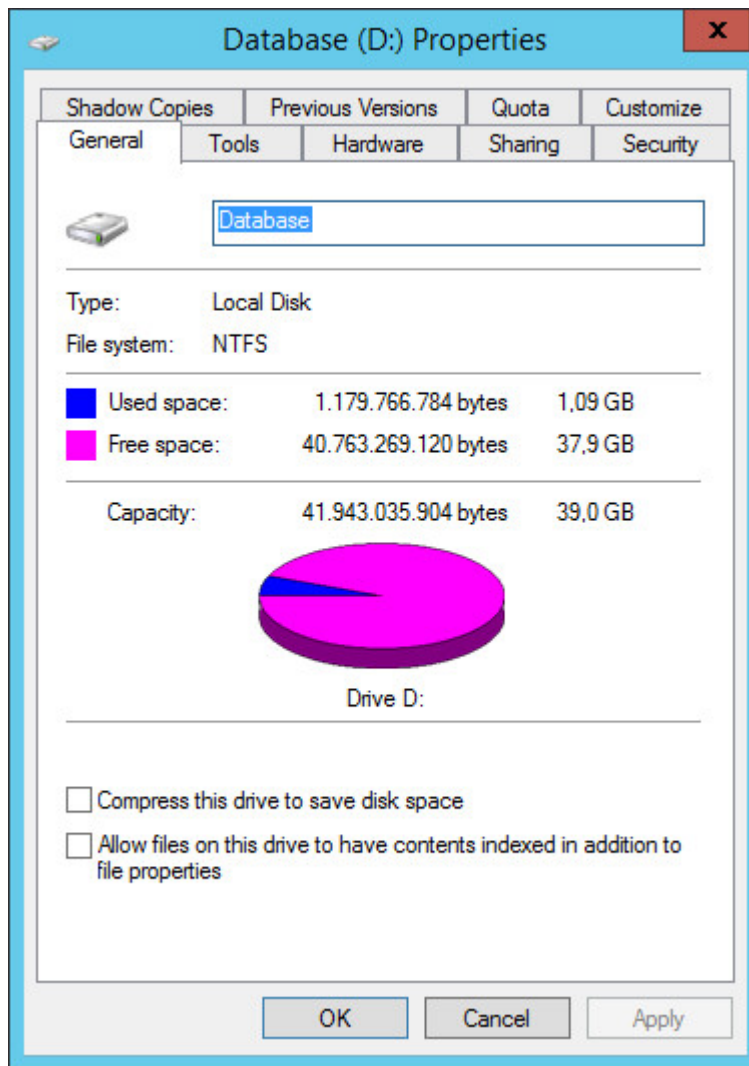 Database (D:) Properties
x
Shadow Copies Previous Versions Quota Customize
General Tools Hardware Sharing Security
Database
Type: Local Disk
File system: NTFS
Used space: 1.179.766.784 bytes 1,09 GB
Free space: 40.763.269.120 bytes 37,9 GB
Capacity: 41.943.035.904 bytes 39,0 GB
Drive D:
Compress this drive to save disk space
Allow files on this drive to have contents indexed in addition to
file properties
OK Cancel Apply